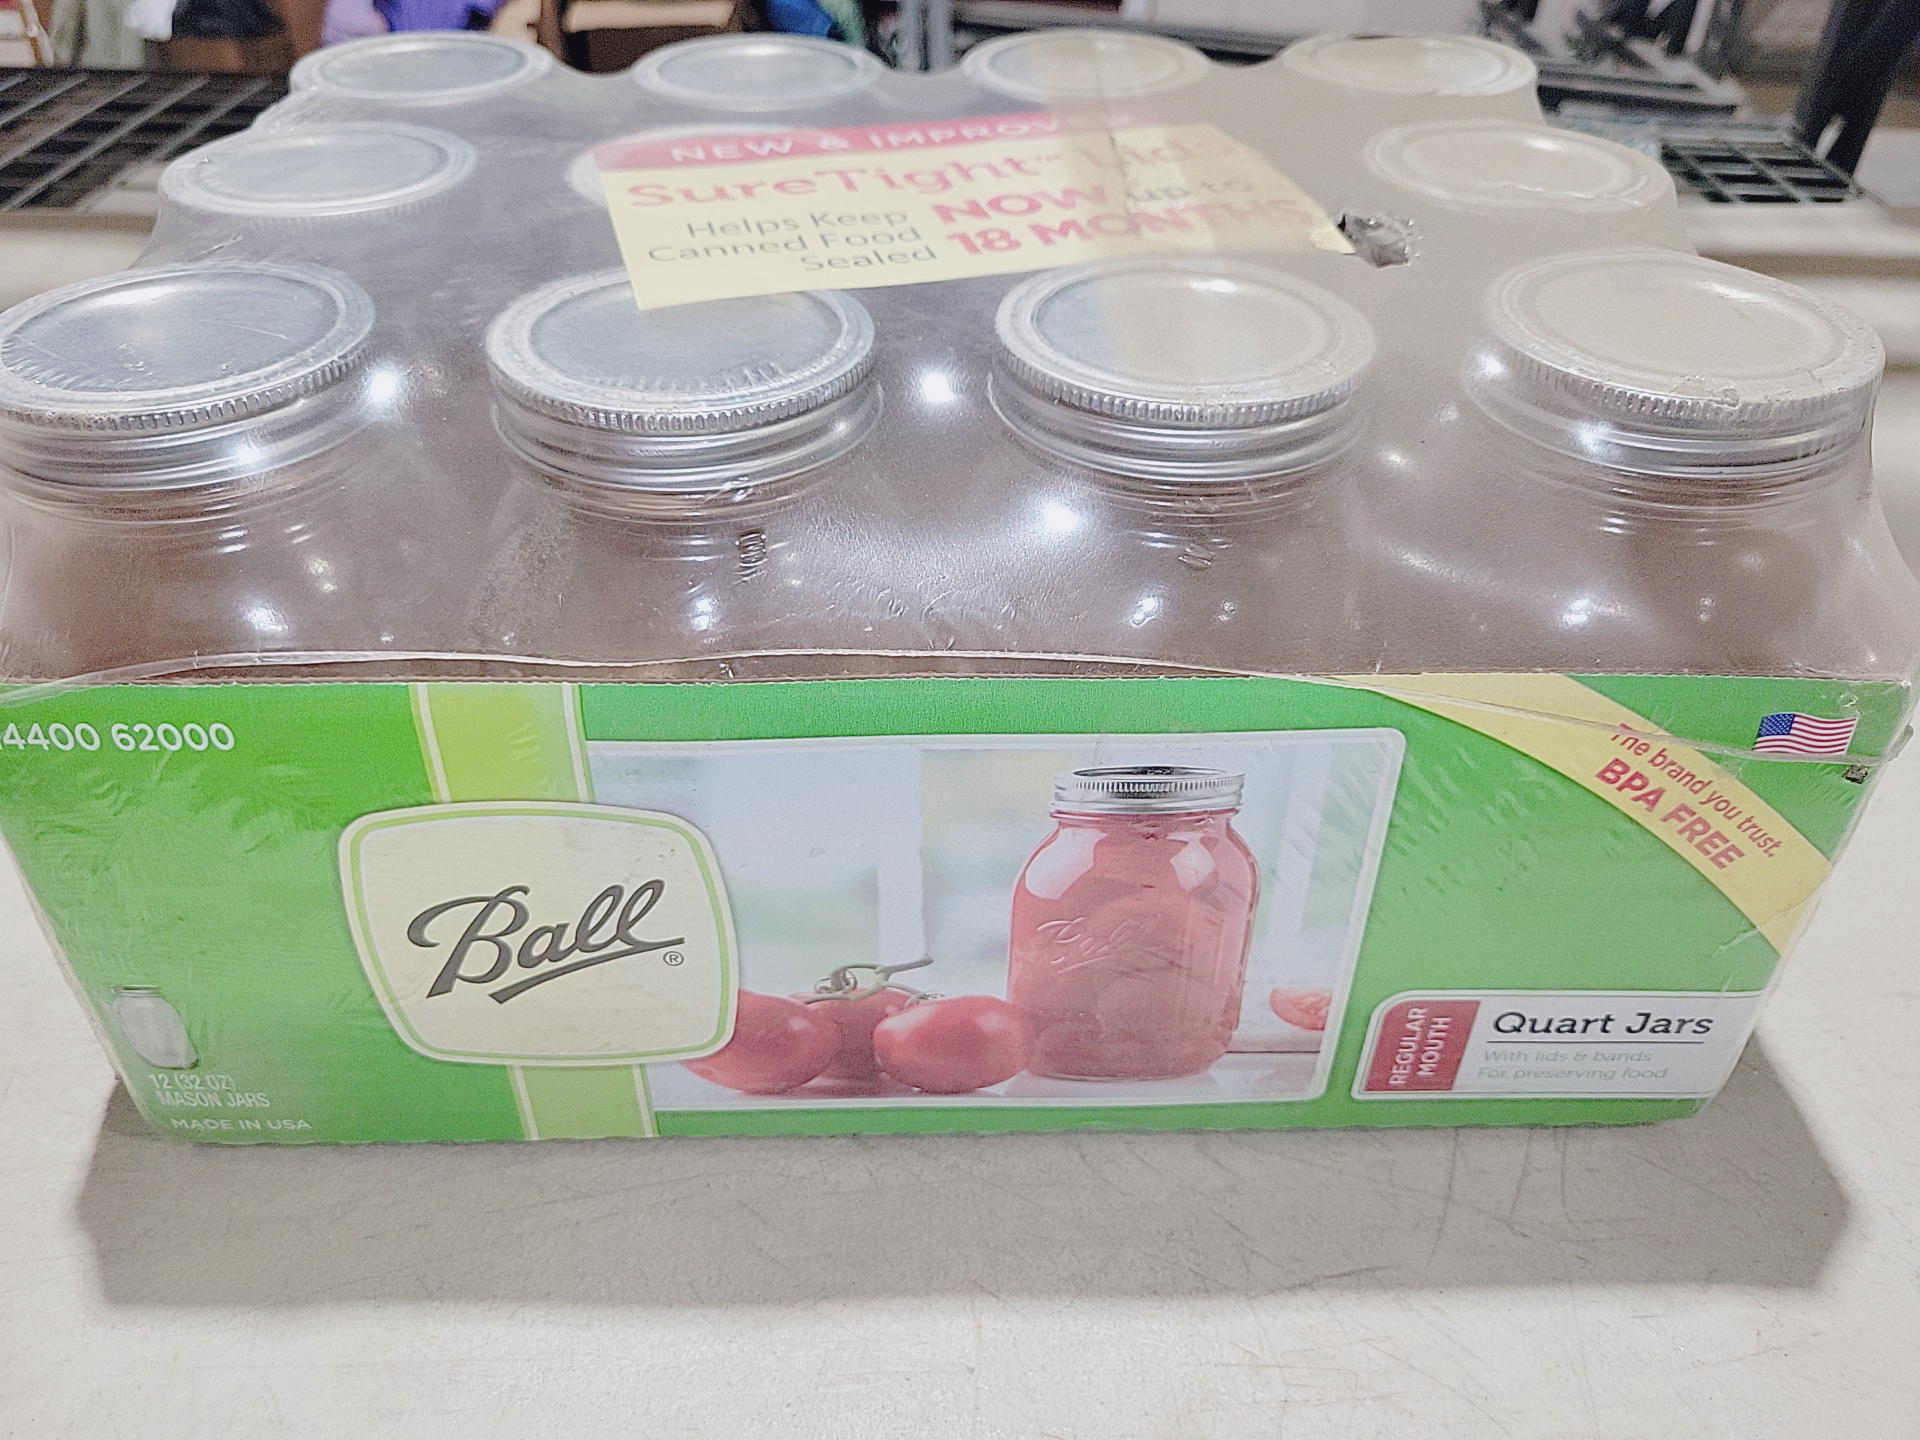 NEW & IMPROVED
SureTight™ Lids
Helps Keep
Canned Food
Sealed
NOW up to
18 MONTHS
4400 62000
The brand you trust.
BPA FREE
Ball®
Ball
REGULAR
MOUTH
Quart Jars
With lids & bands
For preserving food
12 (32 OZ)
MASON JARS
MADE IN USA